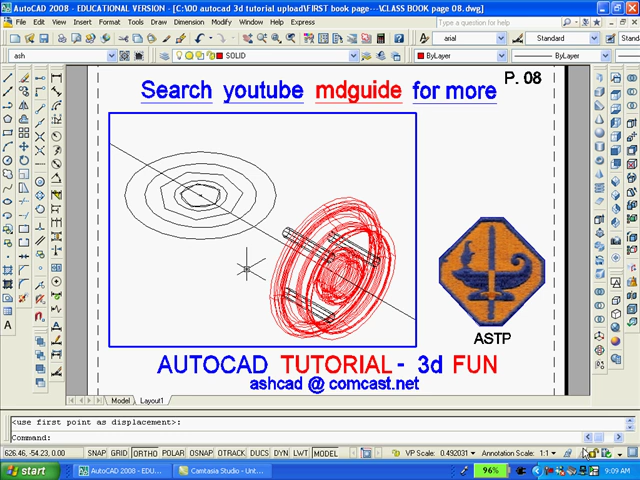 AutoCAD 2008 - EDUCATIONAL VERSION - [C:\00 autocad 3d tutorial upload\FIRST book page---\CLASS BOOK page 08.dwg]
File Edit View Insert Format Tools Draw Dimension Modify Window Help Express
Type a question for help
arial Standard Standa
ash SOLID ByLayer ByLayer
Search youtube mdguide for more
P. 08
ASTP
AUTOCAD TUTORIAL - 3d FUN
ashcad @ comcast.net
Model Layout1
<use first point as displacement>:
Command:
626.46, -54.23, 0.00 SNAP GRID ORTHO POLAR OSNAP OTRACK DUCS DYN LWT MODEL VP Scale: 0.492031 Annotation Scale: 1:1
start AutoCAD 2008 - EDU... Camtasia Studio - Unt... 96% 9:09 AM